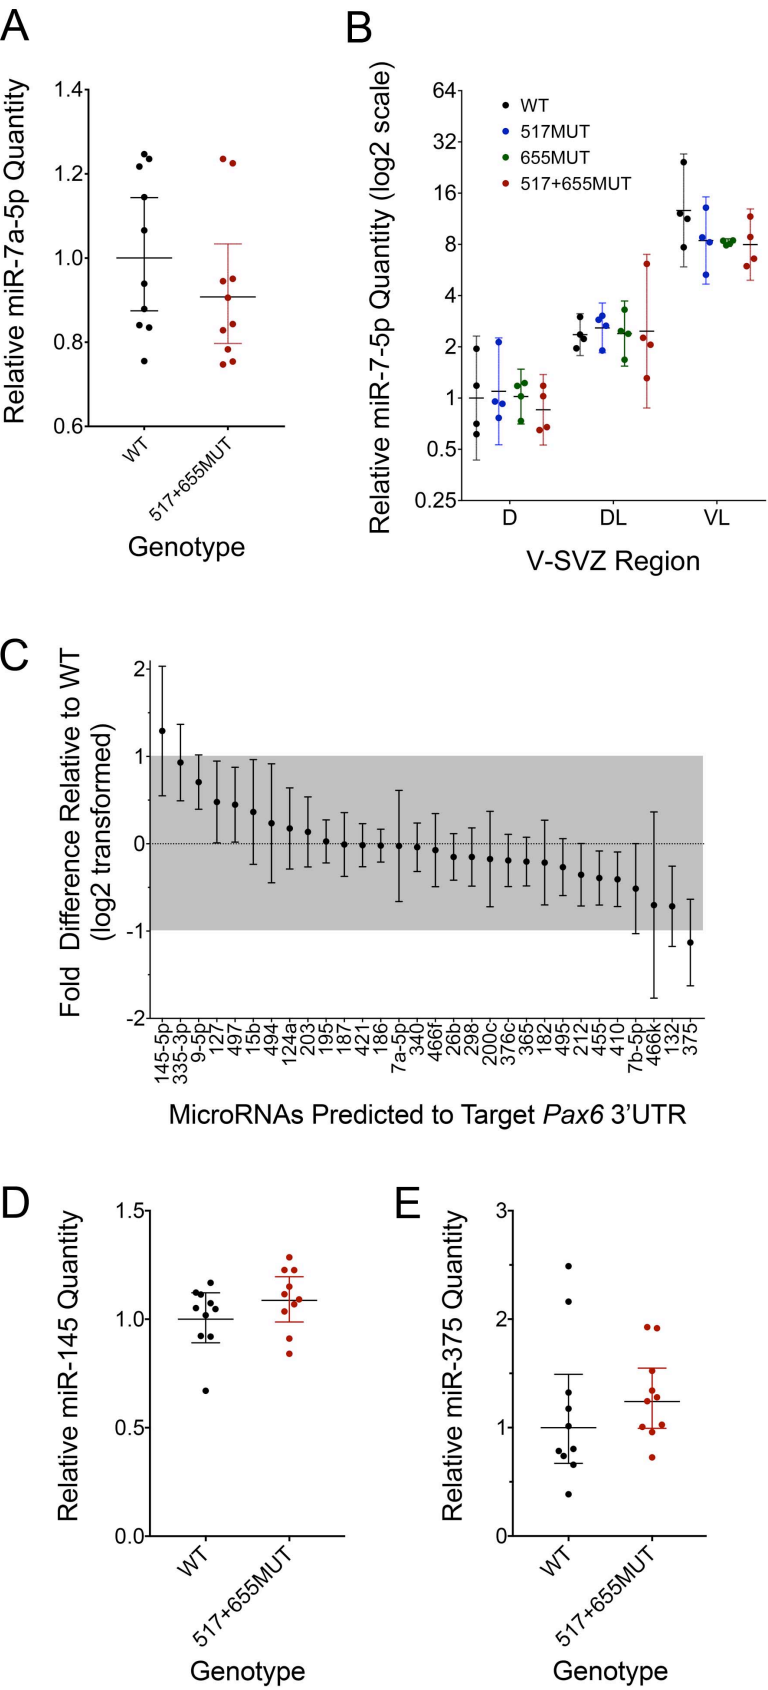 A
Relative miR-7a-5p Quantity
1.4
1.2
1.0
0.8
0.6
WT
517+655MUT
Genotype
B
Relative miR-7-5p Quantity (log2 scale)
64
32
16
8
4
2
1
0.5
0.25
WT
517MUT
655MUT
517+655MUT
D
DL
VL
V-SVZ Region
C
Fold Difference Relative to WT
(log2 transformed)
2
1
0
-1
-2
145-5p
335-3p
9-5p
127
497
15b
494
124a
203
195
187
421
186
7a-5p
340
466f
26b
298
200c
376c
365
182
495
212
455
410
7b-5p
466k
132
375
MicroRNAs Predicted to Target Pax6 3’UTR
D
Relative miR-145 Quantity
1.5
1.0
0.5
0.0
WT
517+655MUT
Genotype
E
Relative miR-375 Quantity
3
2
1
0
WT
517+655MUT
Genotype